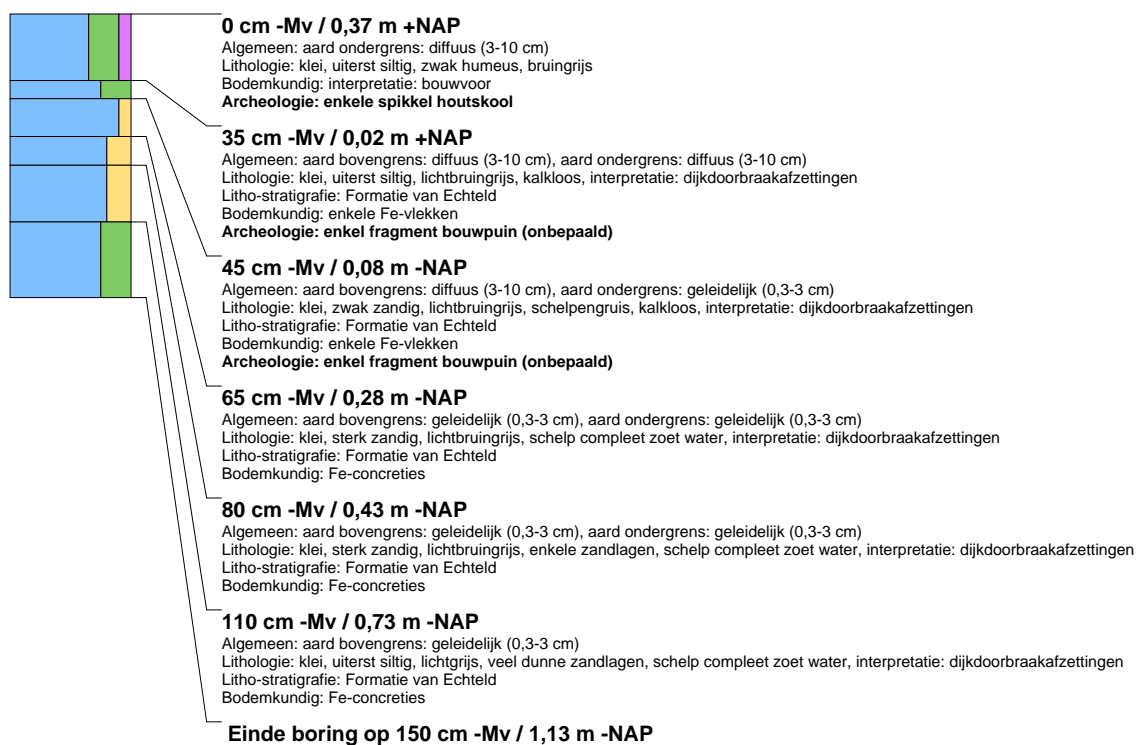 0 cm -Mv / 0,37 m +NAP
Algemeen: aard ondergrens: diffuus (3-10 cm)
Lithologie: klei, uiterst siltig, zwak humeus, bruingrijs
Bodemkundig: interpretatie: bouwvoor
Archeologie: enkele spikkel houtskool
35 cm -Mv / 0,02 m +NAP
Algemeen: aard bovengrens: diffuus (3-10 cm), aard ondergrens: diffuus (3-10 cm)
Lithologie: klei, uiterst siltig, lichtbruingrijs, kalkloos, interpretatie: dijkdoorbraakafzettingen
Litho-stratigrafie: Formatie van Echteld
Bodemkundig: enkele Fe-vlekken
Archeologie: enkel fragment bouwpuin (onbepaald)
45 cm -Mv / 0,08 m -NAP
Algemeen: aard bovengrens: diffuus (3-10 cm), aard ondergrens: geleidelijk (0,3-3 cm)
Lithologie: klei, zwak zandig, lichtbruingrijs, schelpengruis, kalkloos, interpretatie: dijkdoorbraakafzettingen
Litho-stratigrafie: Formatie van Echteld
Bodemkundig: enkele Fe-vlekken
Archeologie: enkel fragment bouwpuin (onbepaald)
65 cm -Mv / 0,28 m -NAP
Algemeen: aard bovengrens: geleidelijk (0,3-3 cm), aard ondergrens: geleidelijk (0,3-3 cm)
Lithologie: klei, sterk zandig, lichtbruingrijs, schelp compleet zoet water, interpretatie: dijkdoorbraakafzettingen
Litho-stratigrafie: Formatie van Echteld
Bodemkundig: Fe-concreties
80 cm -Mv / 0,43 m -NAP
Algemeen: aard bovengrens: geleidelijk (0,3-3 cm), aard ondergrens: geleidelijk (0,3-3 cm)
Lithologie: klei, sterk zandig, lichtbruingrijs, enkele zandlagen, schelp compleet zoet water, interpretatie: dijkdoorbraakafzettingen
Litho-stratigrafie: Formatie van Echteld
Bodemkundig: Fe-concreties
110 cm -Mv / 0,73 m -NAP
Algemeen: aard bovengrens: geleidelijk (0,3-3 cm)
Lithologie: klei, uiterst siltig, lichtgrijs, veel dunne zandlagen, schelp compleet zoet water, interpretatie: dijkdoorbraakafzettingen
Litho-stratigrafie: Formatie van Echteld
Bodemkundig: Fe-concreties
Einde boring op 150 cm -Mv / 1,13 m -NAP